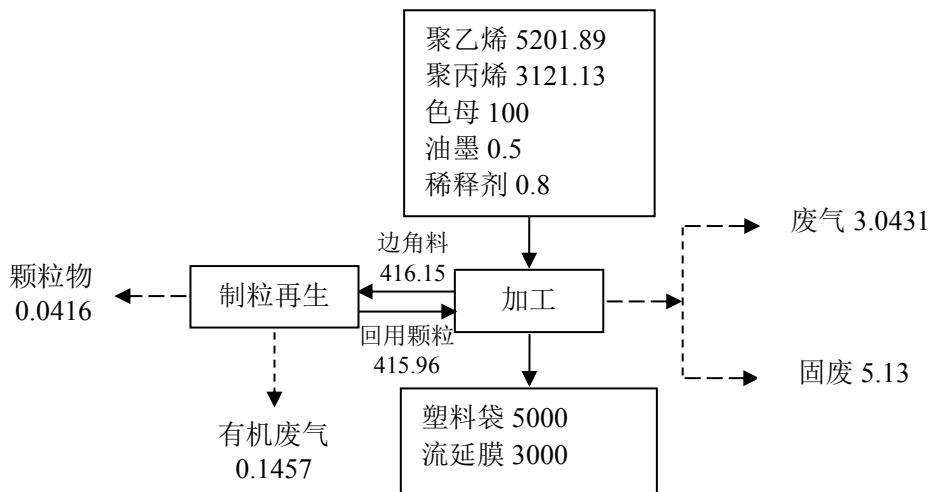 聚乙烯 5201.89
聚丙烯 3121.13
色母 100
油墨 0.5
稀释剂 0.8
废气 3.0431
边角料
416.15
颗粒物
0.0416
制粒再生
加工
回用颗粒
415.96
固废 5.13
塑料袋 5000
流延膜 3000
有机废气
0.1457